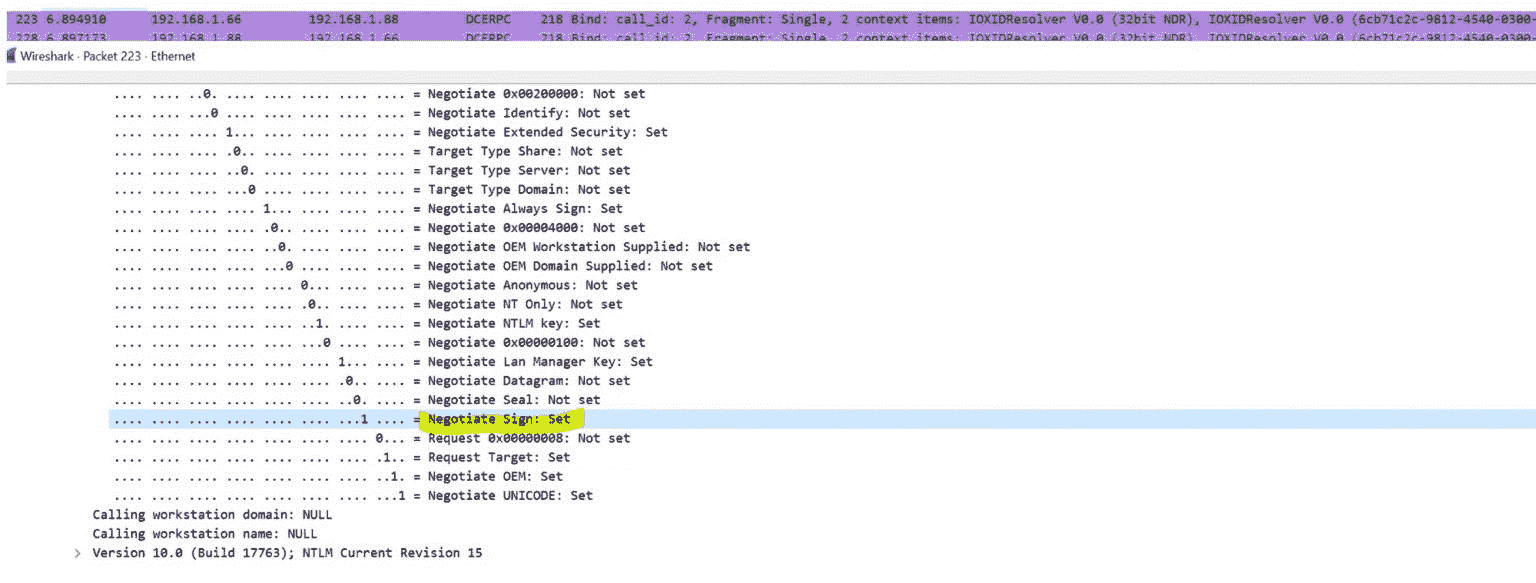 223 6.894910 192.168.1.66 192.168.1.88 DCERPC 218 Bind: call_id: 2, Fragment: Single, 2 context items: IOXIDResolver V0.0 (32bit NDR), IOXIDResolver V0.0 (6cb71c2c-9812-4540-0300-
228 6.897173 192.168.1.88 192.168.1.66 DCERPC 218 Bind: call_id: 2, Fragment: Single, 2 context items: IOXIDResolver V0.0 (32bit NDR), IOXIDResolver V0.0 (6cb71c2c-9812-4540-0300-
Wireshark · Packet 223 · Ethernet
.... .... ..0. .... .... .... .... .... = Negotiate 0x00200000: Not set
.... .... ...0 .... .... .... .... .... = Negotiate Identify: Not set
.... .... .... 1... .... .... .... .... = Negotiate Extended Security: Set
.... .... .... .0.. .... .... .... .... = Target Type Share: Not set
.... .... .... ..0. .... .... .... .... = Target Type Server: Not set
.... .... .... ...0 .... .... .... .... = Target Type Domain: Not set
.... .... .... .... 1... .... .... .... = Negotiate Always Sign: Set
.... .... .... .... .0.. .... .... .... = Negotiate 0x00004000: Not set
.... .... .... .... ..0. .... .... .... = Negotiate OEM Workstation Supplied: Not set
.... .... .... .... ...0 .... .... .... = Negotiate OEM Domain Supplied: Not set
.... .... .... .... .... 0... .... .... = Negotiate Anonymous: Not set
.... .... .... .... .... .0.. .... .... = Negotiate NT Only: Not set
.... .... .... .... .... ..1. .... .... = Negotiate NTLM key: Set
.... .... .... .... .... ...0 .... .... = Negotiate 0x00000100: Not set
.... .... .... .... .... .... 1... .... = Negotiate Lan Manager Key: Set
.... .... .... .... .... .... .0.. .... = Negotiate Datagram: Not set
.... .... .... .... .... .... ..0. .... = Negotiate Seal: Not set
.... .... .... .... .... .... ...1 .... = Negotiate Sign: Set
.... .... .... .... .... .... .... 0... = Request 0x00000008: Not set
.... .... .... .... .... .... .... .1.. = Request Target: Set
.... .... .... .... .... .... .... ..1. = Negotiate OEM: Set
.... .... .... .... .... .... .... ...1 = Negotiate UNICODE: Set
Calling workstation domain: NULL
Calling workstation name: NULL
> Version 10.0 (Build 17763); NTLM Current Revision 15